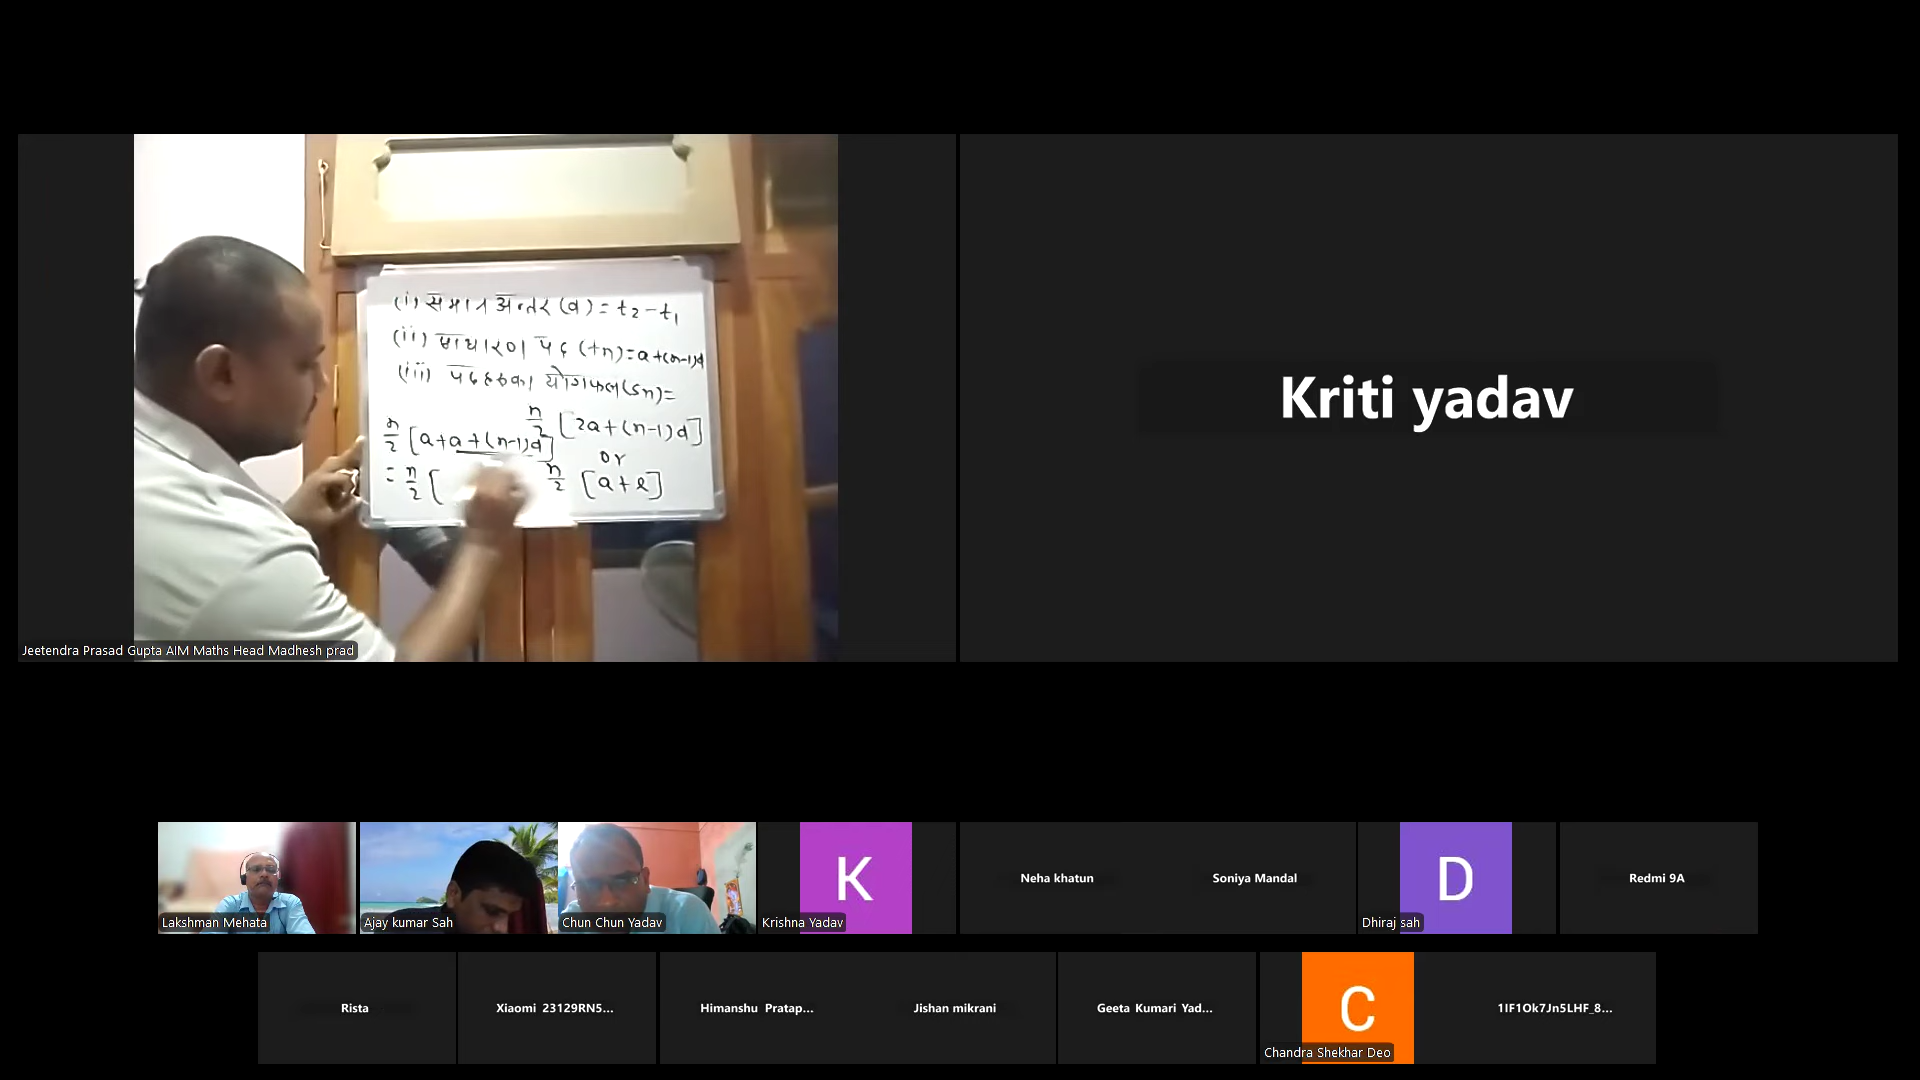 (i) समान अन्तर (d) = t₂ - t₁
(ii) साधारण पद (tn) = a+(n-1)d
(iii) पदहरुको योगफल (Sn) =
n/2 [2a+(n-1)d]
n/2 [a+a+(n-1)d]
or
= n/2 [
n/2 [a+l]
Jeetendra Prasad Gupta AIM Maths Head Madhesh prad
Kriti yadav
Lakshman Mehata
Ajay kumar Sah
Chun Chun Yadav
K
Krishna Yadav
Neha khatun
Soniya Mandal
D
Dhiraj sah
Redmi 9A
Rista
Xiaomi 23129RN5...
Himanshu Pratap...
Jishan mikrani
Geeta Kumari Yad...
C
Chandra Shekhar Deo
1IF1Ok7Jn5LHF_8...